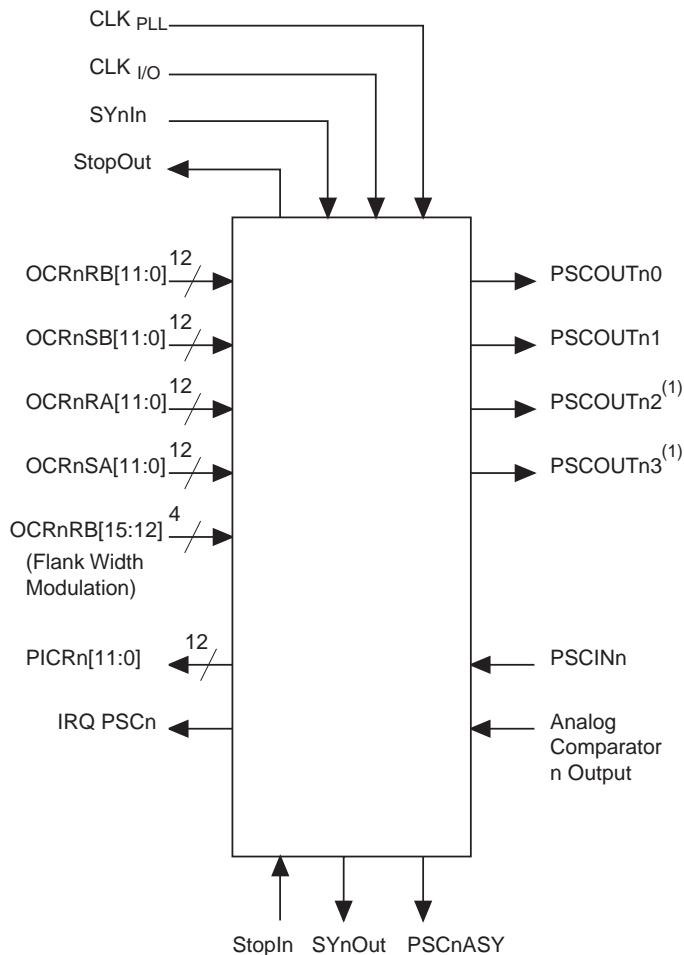 CLK PLL
CLK I/O
SYnIn
StopOut
12
OCRnRB[11:0]
PSCOUTn0
12
OCRnSB[11:0]
PSCOUTn1
12
OCRnRA[11:0]
PSCOUTn2(1)
12
OCRnSA[11:0]
PSCOUTn3(1)
4
OCRnRB[15:12]
(Flank Width
Modulation)
12
PICRn[11:0]
PSCINn
IRQ PSCn
Analog
Comparator
n Output
StopIn SYnOut PSCnASY